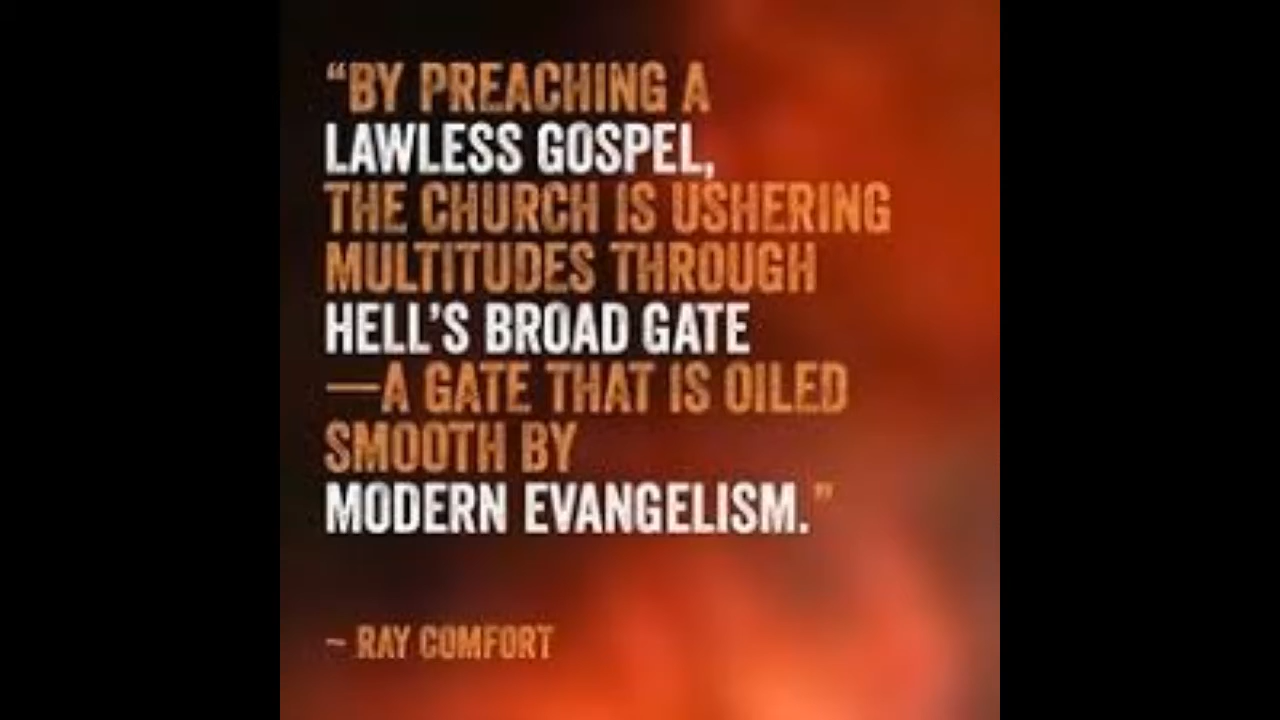 “BY PREACHING A
LAWLESS GOSPEL,
THE CHURCH IS USHERING
MULTITUDES THROUGH
HELL’S BROAD GATE
—A GATE THAT IS OILED
SMOOTH BY
MODERN EVANGELISM.”
~ RAY COMFORT